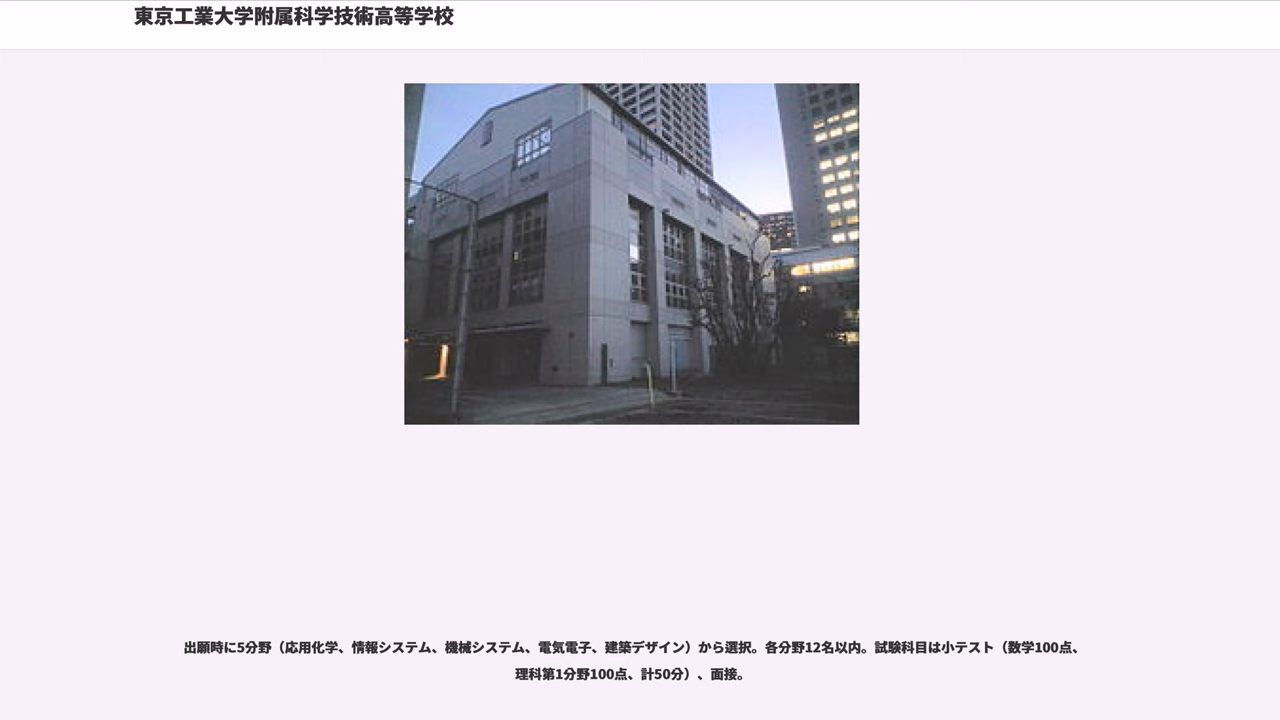 東京工業大学附属科学技術高等学校
出願時に5分野（応用化学、情報システム、機械システム、電気電子、建築デザイン）から選択。各分野12名以内。試験科目は小テスト（数学100点、
理科第1分野100点、計50分）、面接。